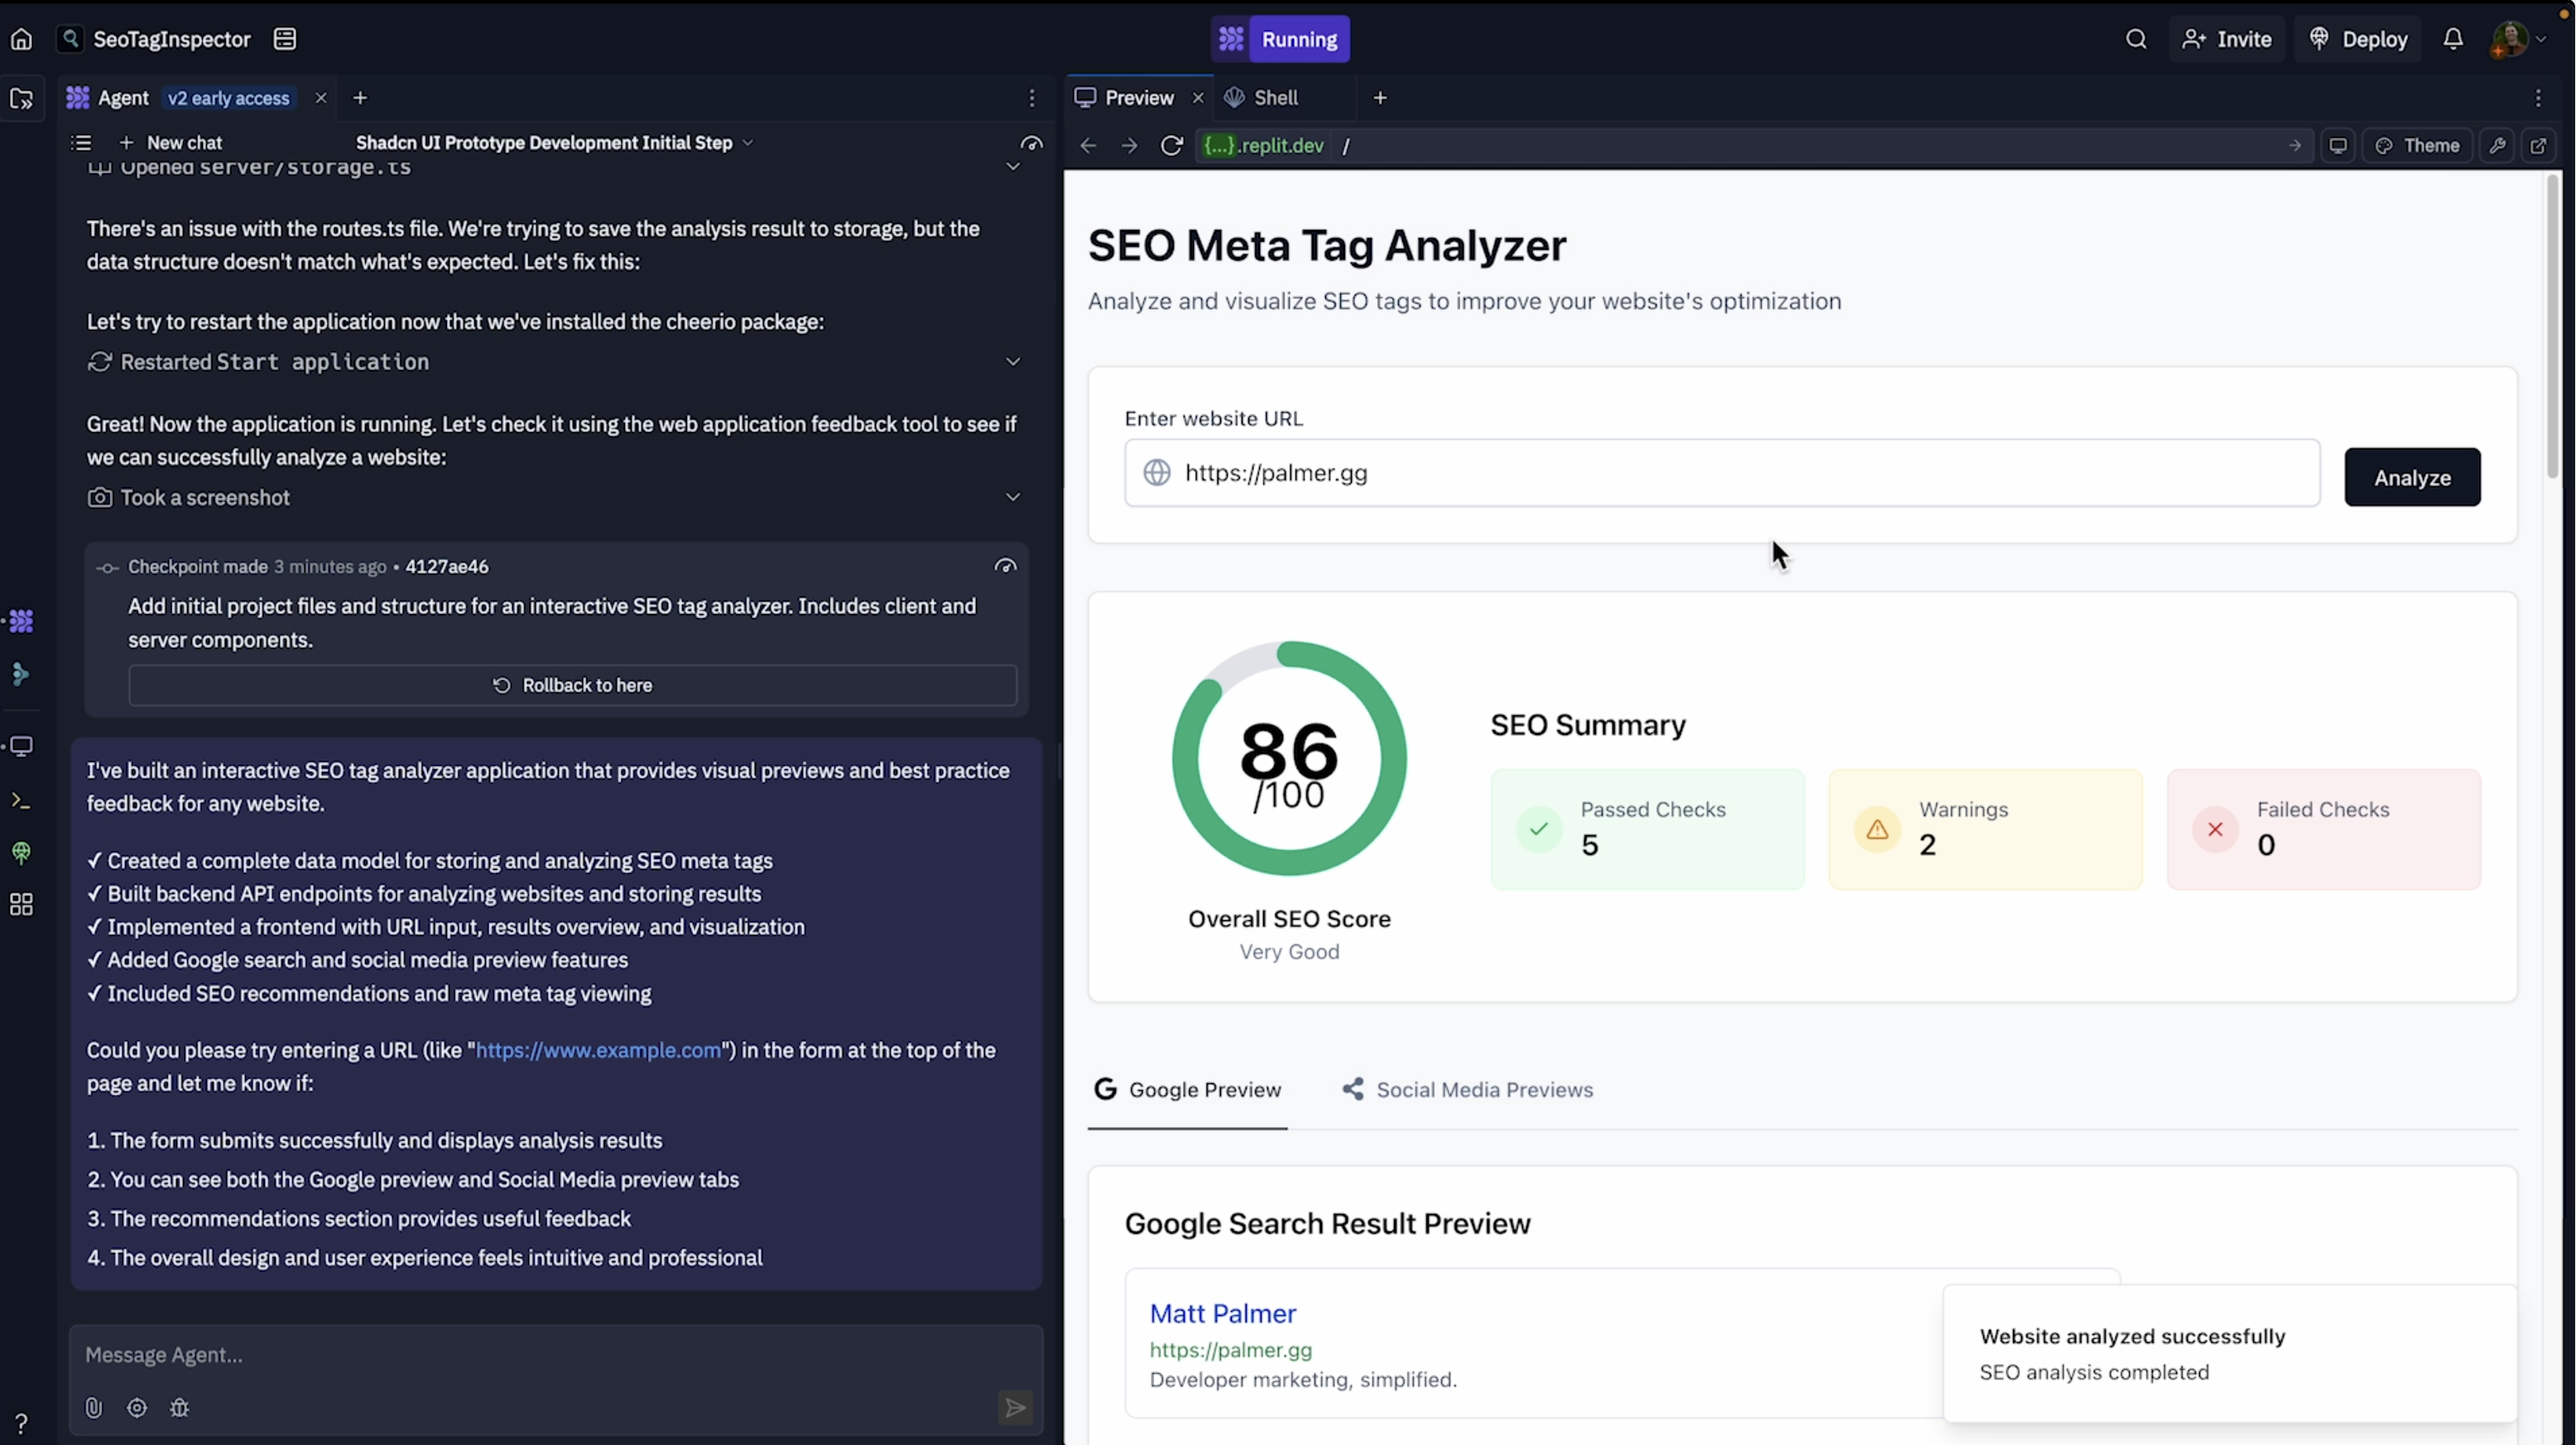 SeoTagInspector
Running
Invite
Deploy
Agent v2 early access
Preview
Shell
New chat
Shadcn UI Prototype Development Initial Step
{...}.replit.dev /
Theme
Opened server/storage.ts
There's an issue with the routes.ts file. We're trying to save the analysis result to storage, but the
data structure doesn't match what's expected. Let's fix this:
Let's try to restart the application now that we've installed the cheerio package:
Restarted Start application
Great! Now the application is running. Let's check it using the web application feedback tool to see if
we can successfully analyze a website:
Took a screenshot
Checkpoint made 3 minutes ago • 4127ae46
Add initial project files and structure for an interactive SEO tag analyzer. Includes client and
server components.
Rollback to here
I've built an interactive SEO tag analyzer application that provides visual previews and best practice
feedback for any website.
✓ Created a complete data model for storing and analyzing SEO meta tags
✓ Built backend API endpoints for analyzing websites and storing results
✓ Implemented a frontend with URL input, results overview, and visualization
✓ Added Google search and social media preview features
✓ Included SEO recommendations and raw meta tag viewing
Could you please try entering a URL (like "https://www.example.com") in the form at the top of the
page and let me know if:
1. The form submits successfully and displays analysis results
2. You can see both the Google preview and Social Media preview tabs
3. The recommendations section provides useful feedback
4. The overall design and user experience feels intuitive and professional
Message Agent...
?
SEO Meta Tag Analyzer
Analyze and visualize SEO tags to improve your website's optimization
Enter website URL
https://palmer.gg
Analyze
86
/100
Overall SEO Score
Very Good
SEO Summary
Passed Checks
5
Warnings
2
Failed Checks
0
G Google Preview
Social Media Previews
Google Search Result Preview
Matt Palmer
https://palmer.gg
Developer marketing, simplified.
Website analyzed successfully
SEO analysis completed